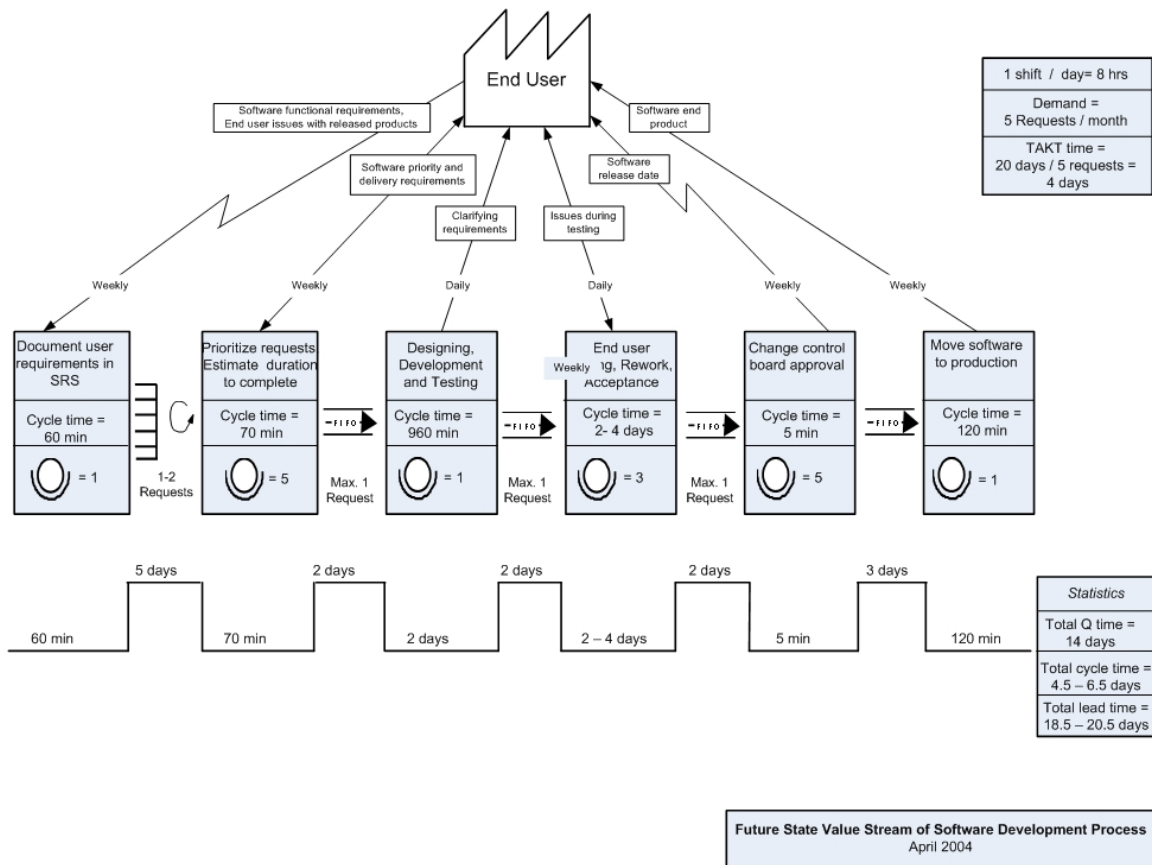 End User
Software functional requirements,
End user issues with released products
Software end
product
Software priority and
delivery requirements
Software
release date
Clarifying
requirements
Issues during
testing
1 shift / day= 8 hrs
Demand =
5 Requests / month
TAKT time =
20 days / 5 requests =
4 days
Weekly
Weekly
Daily
Daily
Weekly
Weekly
Document user
requirements in
SRS
Cycle time =
60 min
= 1
1-2
Requests
Prioritize requests
Estimate duration
to complete
Cycle time =
70 min
= 5
FIFO
Max. 1
Request
Designing,
Development
and Testing
Cycle time =
960 min
= 1
FIFO
Max. 1
Request
End user
Weekly ng, Rework,
Acceptance
Cycle time =
2- 4 days
= 3
FIFO
Max. 1
Request
Change control
board approval
Cycle time =
5 min
= 5
FIFO
Move software
to production
Cycle time =
120 min
= 1
5 days
2 days
2 days
2 days
3 days
60 min
70 min
2 days
2 – 4 days
5 min
120 min
Statistics
Total Q time =
14 days
Total cycle time =
4.5 – 6.5 days
Total lead time =
18.5 – 20.5 days
Future State Value Stream of Software Development Process
April 2004